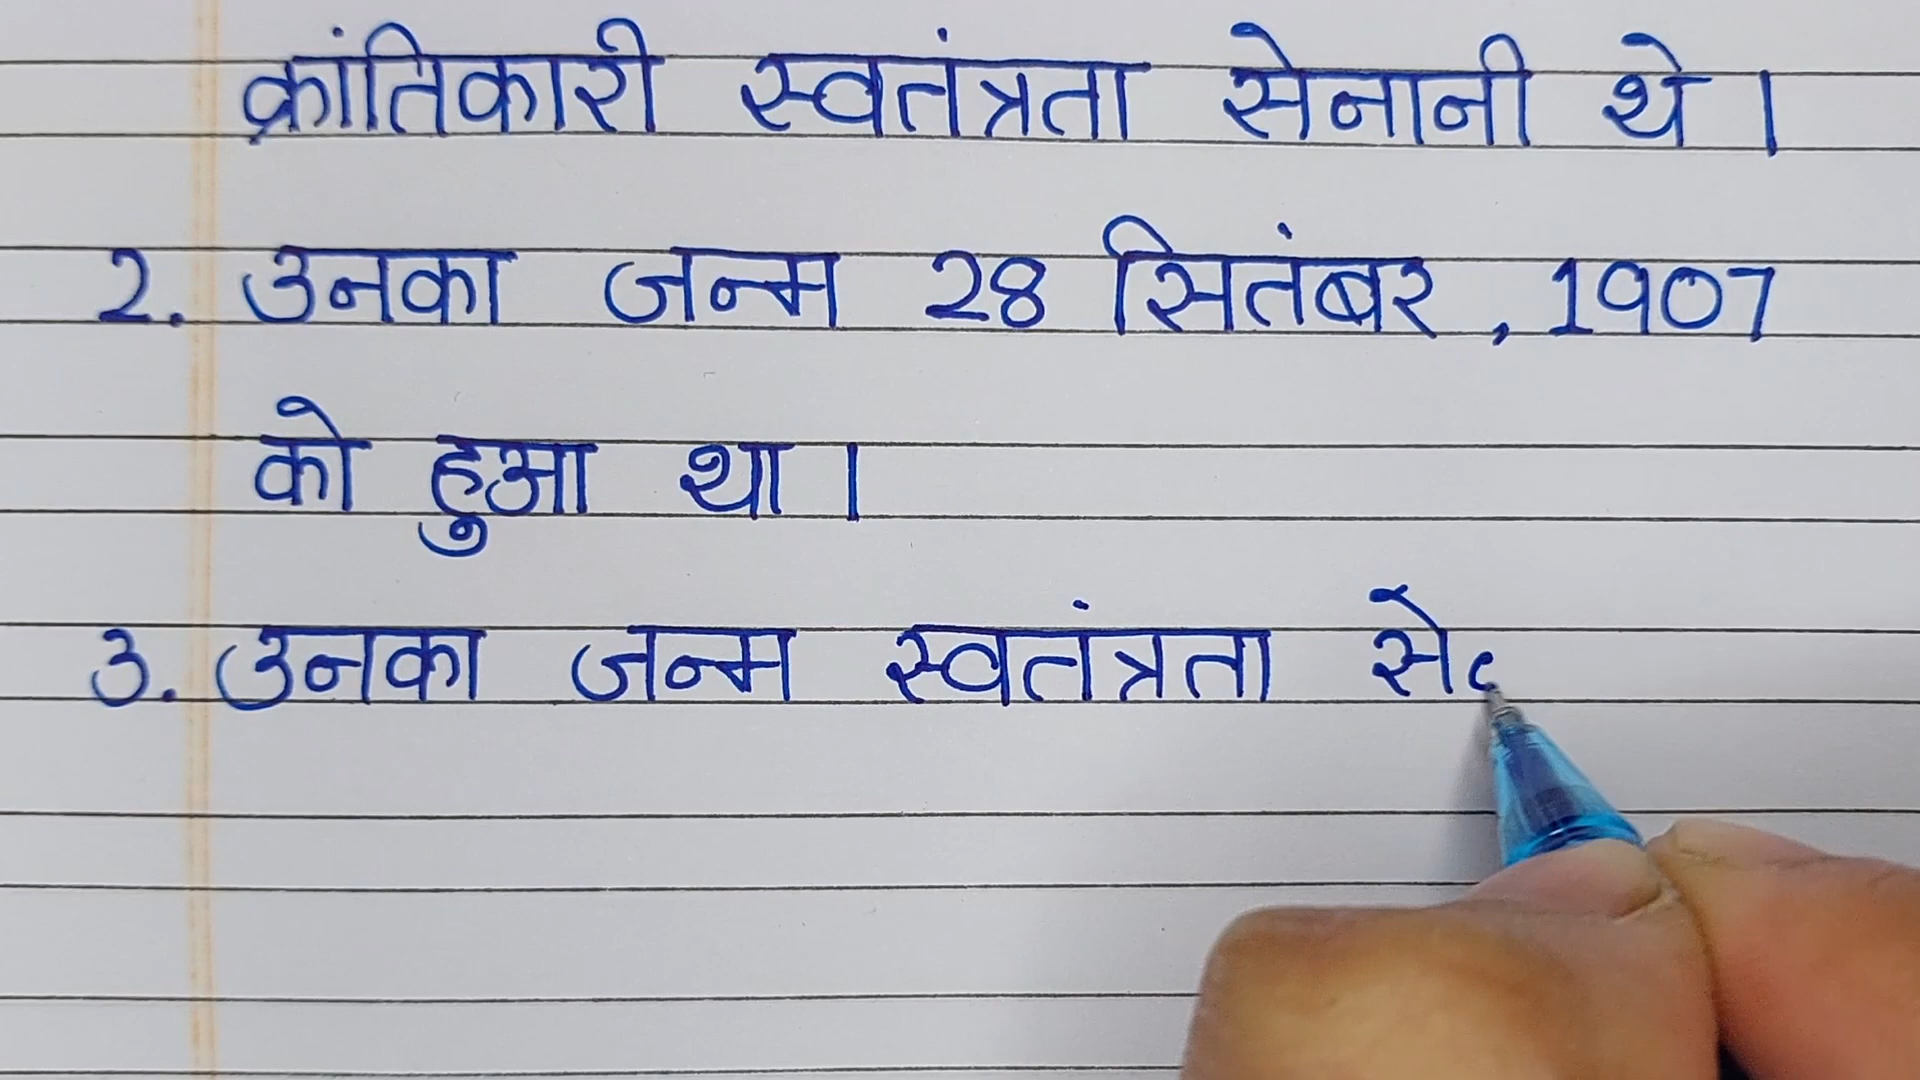 क्रांतिकारी स्वतंत्रता सेनानी थे ।
2. उनका जन्म 28 सितंबर, 1907
को हुआ था ।
3. उनका जन्म स्वतंत्रता से